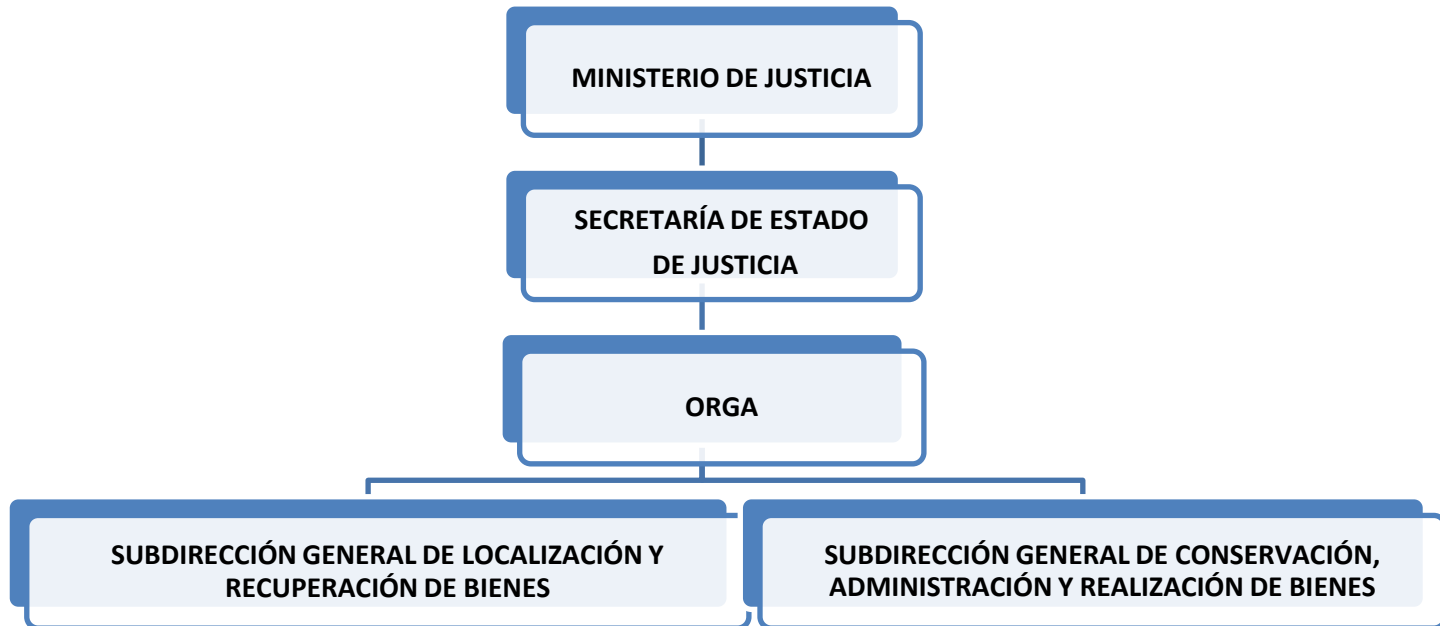 MINISTERIO DE JUSTICIA
SECRETARÍA DE ESTADO
DE JUSTICIA
ORGA
SUBDIRECCIÓN GENERAL DE LOCALIZACIÓN Y
RECUPERACIÓN DE BIENES
SUBDIRECCIÓN GENERAL DE CONSERVACIÓN,
ADMINISTRACIÓN Y REALIZACIÓN DE BIENES